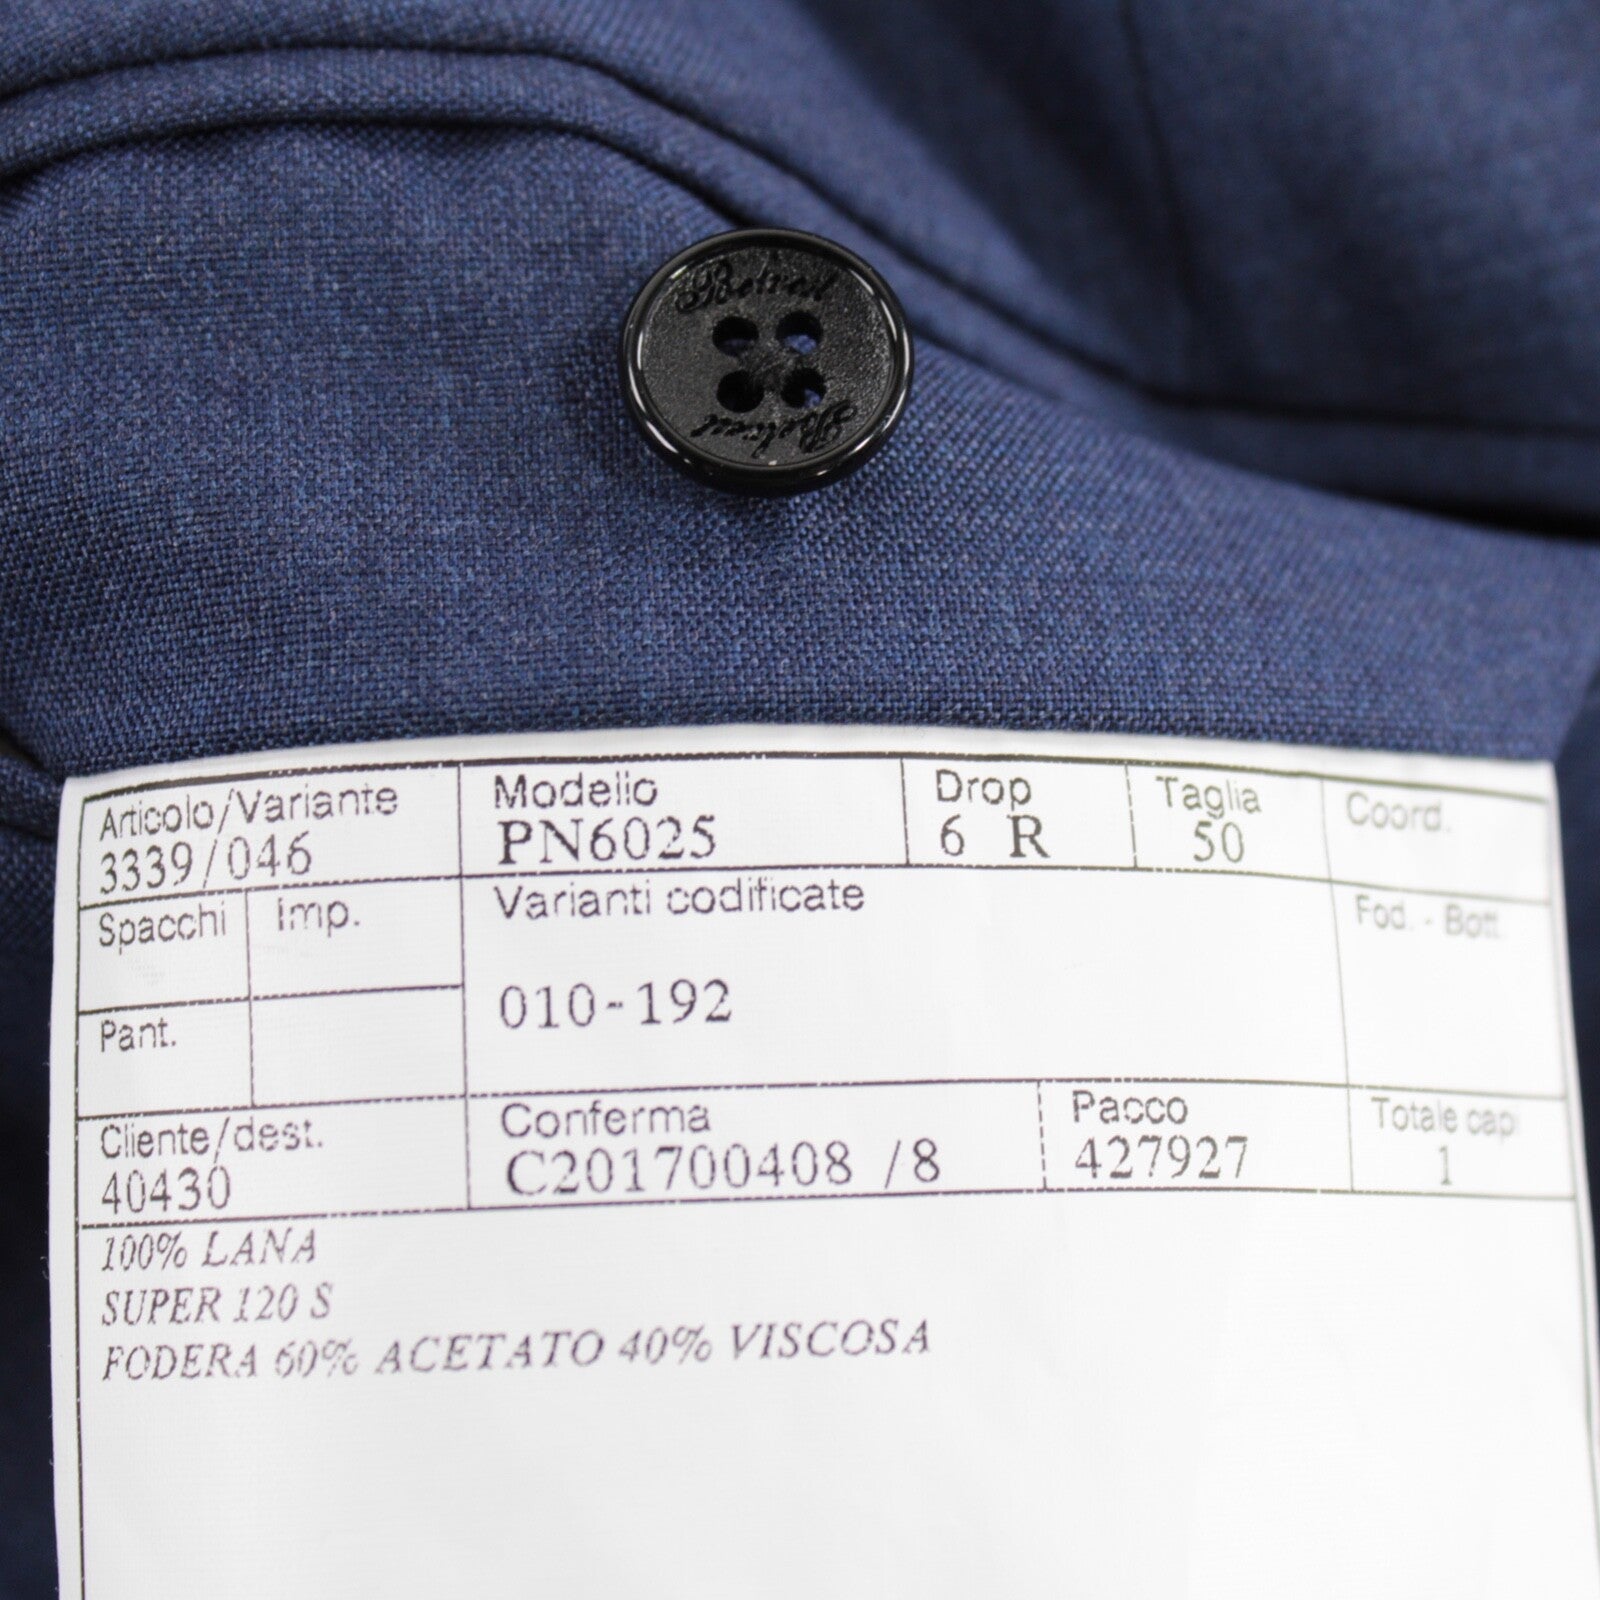 Belvest
Belvest
Articolo/Variante
3339/046
Modello
PN6025
Drop
6 R
Taglia
50
Coord.
Spacchi
Imp.
Varianti codificate
010-192
Fod. - Bott.
Pant.
Cliente/dest.
40430
Conferma
C201700408 /8
Pacco
427927
Totale capi
1
100% LANA
SUPER 120 S
FODERA 60% ACETATO 40% VISCOSA